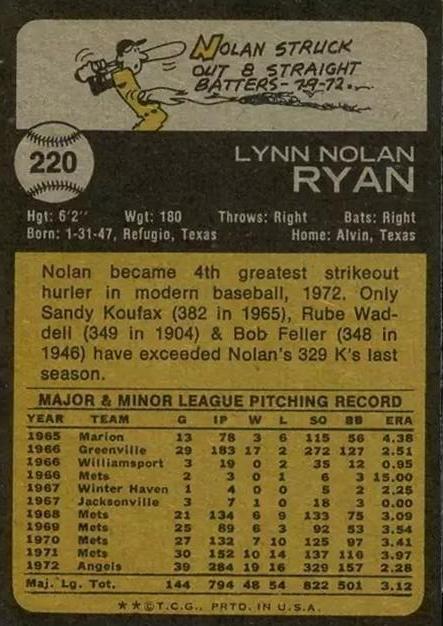 NOLAN STRUCK
OUT 8 STRAIGHT
BATTERS-7-9-72.
220
LYNN NOLAN
RYAN
Hgt: 6'2" Wgt: 180 Throws: Right Bats: Right
Born: 1-31-47, Refugio, Texas Home: Alvin, Texas
Nolan became 4th greatest strikeout
hurler in modern baseball, 1972. Only
Sandy Koufax (382 in 1965), Rube Wad-
dell (349 in 1904) & Bob Feller (348 in
1946) have exceeded Nolan's 329 K's last
season.
MAJOR & MINOR LEAGUE PITCHING RECORD
YEAR TEAM G IP W L SO BB ERA
1965 Marion 13 78 3 6 115 56 4.38
1966 Greenville 29 183 17 2 272 127 2.51
1966 Williamsport 3 19 0 2 35 12 0.95
1966 Mets 2 3 0 1 6 3 15.00
1967 Winter Haven 1 4 0 0 5 2 2.25
1967 Jacksonville 3 7 1 0 18 3 0.00
1968 Mets 21 134 6 9 133 75 3.09
1969 Mets 25 89 6 3 92 53 3.54
1970 Mets 27 132 7 10 125 97 3.41
1971 Mets 30 152 10 14 137 116 3.97
1972 Angels 39 284 19 16 329 157 2.28
Maj. Lg. Tot. 144 794 48 54 822 501 3.12
★★©T.C.G., PRTD. IN U.S.A.